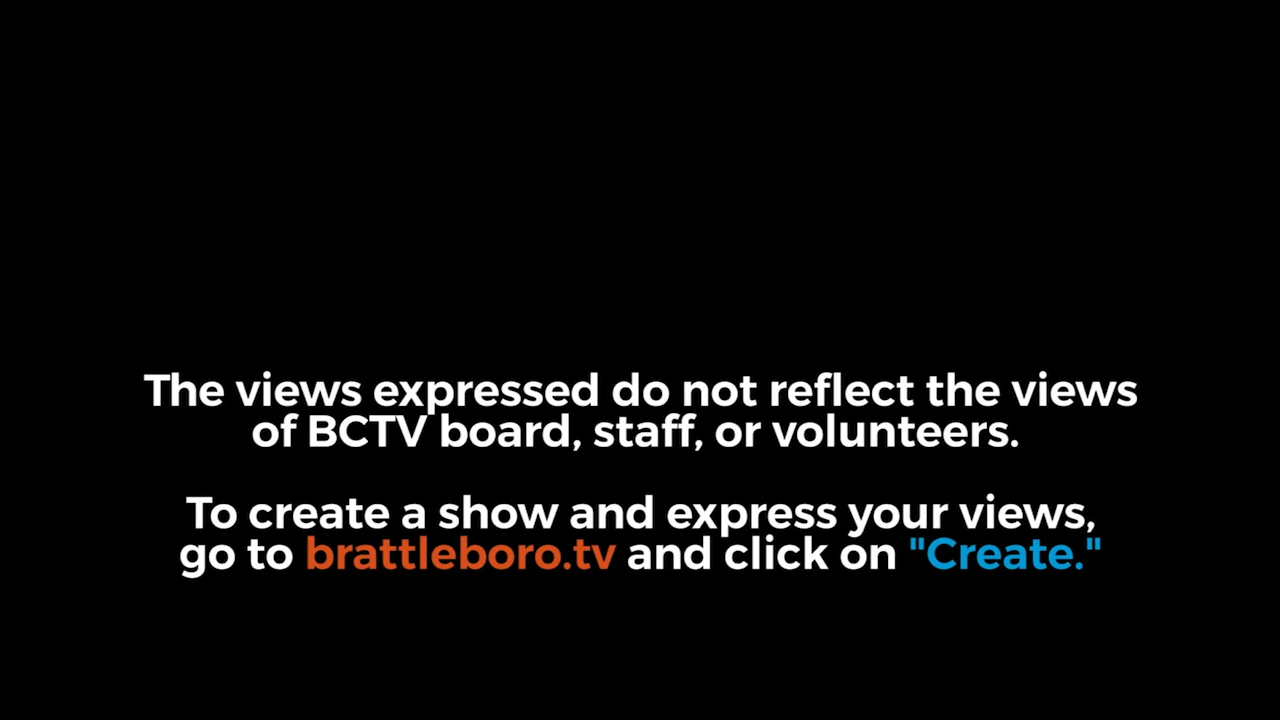 The views expressed do not reflect the views
of BCTV board, staff, or volunteers.
To create a show and express your views,
go to brattleboro.tv and click on "Create."